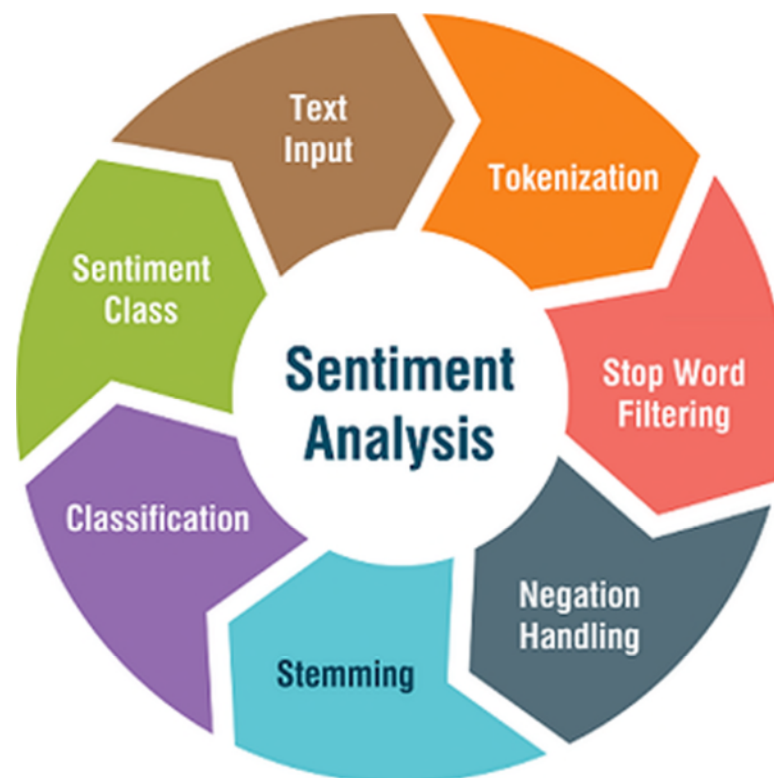 Text
Input
Tokenization
Stop Word
Filtering
Negation
Handling
Stemming
Classification
Sentiment
Class
Sentiment
Analysis